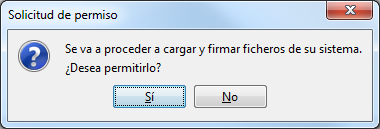 Solicitud de permiso
Se va a proceder a cargar y firmar ficheros de su sistema.
¿Desea permitirlo?
Sí
No